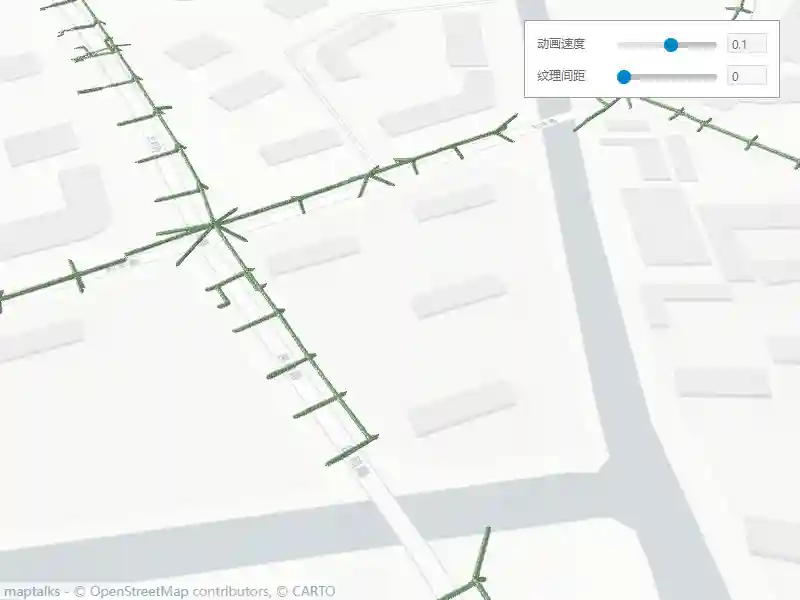 动画速度 0.1
纹理间距 0
maptalks - © OpenStreetMap contributors, © CARTO